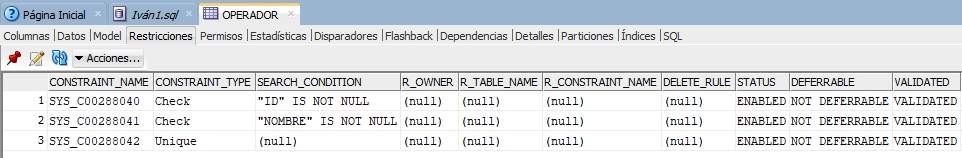 Página Inicial Iván1.sql OPERADOR
Columnas Datos Model Restricciones Permisos Estadísticas Disparadores Flashback Dependencias Detalles Particiones Índices SQL
Acciones...
CONSTRAINT_NAME CONSTRAINT_TYPE SEARCH_CONDITION R_OWNER R_TABLE_NAME R_CONSTRAINT_NAME DELETE_RULE STATUS DEFERRABLE VALIDATED
1 SYS_C00288040 Check "ID" IS NOT NULL (null) (null) (null) (null) ENABLED NOT DEFERRABLE VALIDATED
2 SYS_C00288041 Check "NOMBRE" IS NOT NULL (null) (null) (null) (null) ENABLED NOT DEFERRABLE VALIDATED
3 SYS_C00288042 Unique (null) (null) (null) (null) (null) ENABLED NOT DEFERRABLE VALIDATED